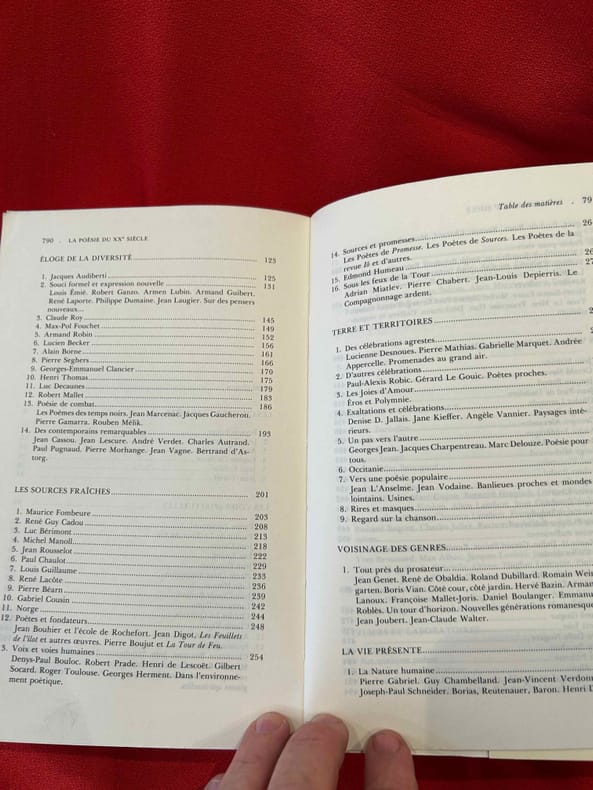 790 . LA POÉSIE DU XXᵉ SIÈCLE
ÉLOGE DE LA DIVERSITÉ 123
1. Jacques Audiberti 125
2. Souci formel et expression nouvelle 131
Louis Émié. Robert Ganzo. Armen Lubin. Armand Guibert.
René Laporte. Philippe Dumaine. Jean Laugier. Sur des pensers
nouveaux...
3. Claude Roy 145
4. Max-Pol Fouchet 149
5. Armand Robin 152
6. Lucien Becker 156
7. Alain Borne 161
8. Pierre Seghers 166
9. Georges-Emmanuel Clancier 170
10. Henri Thomas 175
11. Luc Decaunes 179
12. Robert Mallet 183
13. Poésie de combat 186
Les Poèmes des temps noirs. Jean Marcenac. Jacques Gaucheron.
Pierre Gamarra. Rouben Mélik.
14. Des contemporains remarquables 193
Jean Cassou. Jean Lescure. André Verdet. Charles Autrand.
Paul Pugnaud. Pierre Morhange. Jean Vagne. Bertrand d'As-
torg.
LES SOURCES FRAÎCHES 201
1. Maurice Fombeure 203
2. René Guy Cadou 208
3. Luc Bérimont 213
4. Michel Manoll 218
5. Jean Rousselot 222
6. Paul Chaulot 229
7. Louis Guillaume 233
8. René Lacôte 236
9. Pierre Béarn 239
10. Gabriel Cousin 242
11. Norge 244
12. Poètes et fondateurs 248
Jean Bouhier et l'école de Rochefort. Jean Digot, Les Feuillets
de l'îlot et autres œuvres. Pierre Boujut et La Tour de Feu.
3. Voix et voies humaines 254
Denys-Paul Bouloc. Robert Prade. Henri de Lescoët. Gilbert
Socard. Roger Toulouse. Georges Herment. Dans l'environne-
ment poétique.
Table des matières . 79
14. Sources et promesses 26
Les Poètes de Promesse. Les Poètes de Sources. Les Poètes de la
revue Iô et d'autres.
15. Edmond Humeau 26
16. Sous les feux de la Tour 27
Adrian Miatlev. Pierre Chabert. Jean-Louis Depierris. Le
Compagnonnage ardent.
TERRE ET TERRITOIRES 2
1. Des célébrations agrestes
Lucienne Desnoues. Pierre Mathias. Gabrielle Marquet. Andrée
Appercelle. Promenades au grand air.
2. D'autres célébrations
Paul-Alexis Robic. Gérard Le Gouic. Poètes proches.
3. Les Joies d'Amour
Éros et Polymnie.
4. Exaltations et célébrations
Denise D. Jallais. Jane Kieffer. Angèle Vannier. Paysages inté-
rieurs.
5. Un pas vers l'autre
Georges Jean. Jacques Charpentreau. Marc Delouze. Poésie pour
tous.
6. Occitanie
7. Vers une poésie populaire
Jean L'Anselme. Jean Vodaine. Banlieues proches et mondes
lointains. Usines.
8. Rires et masques
9. Regard sur la chanson
VOISINAGE DES GENRES
1. Tout près du prosateur
Jean Genet. René de Obaldia. Roland Dubillard. Romain Wein-
garten. Boris Vian. Côté cour, côté jardin. Hervé Bazin. Arman
Lanoux. Françoise Mallet-Joris. Daniel Boulanger. Emmanue
Roblès. Un tour d'horizon. Nouvelles générations romanesque
Jean Joubert. Jean-Claude Walter.
LA VIE PRÉSENTE
1. La Nature humaine
Pierre Gabriel. Guy Chambelland. Jean-Vincent Verdonn
Joseph-Paul Schneider. Borias, Reutenauer, Baron. Henri D